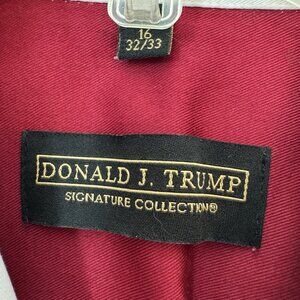 16
32/33
DONALD J. TRUMP
SIGNATURE COLLECTION®